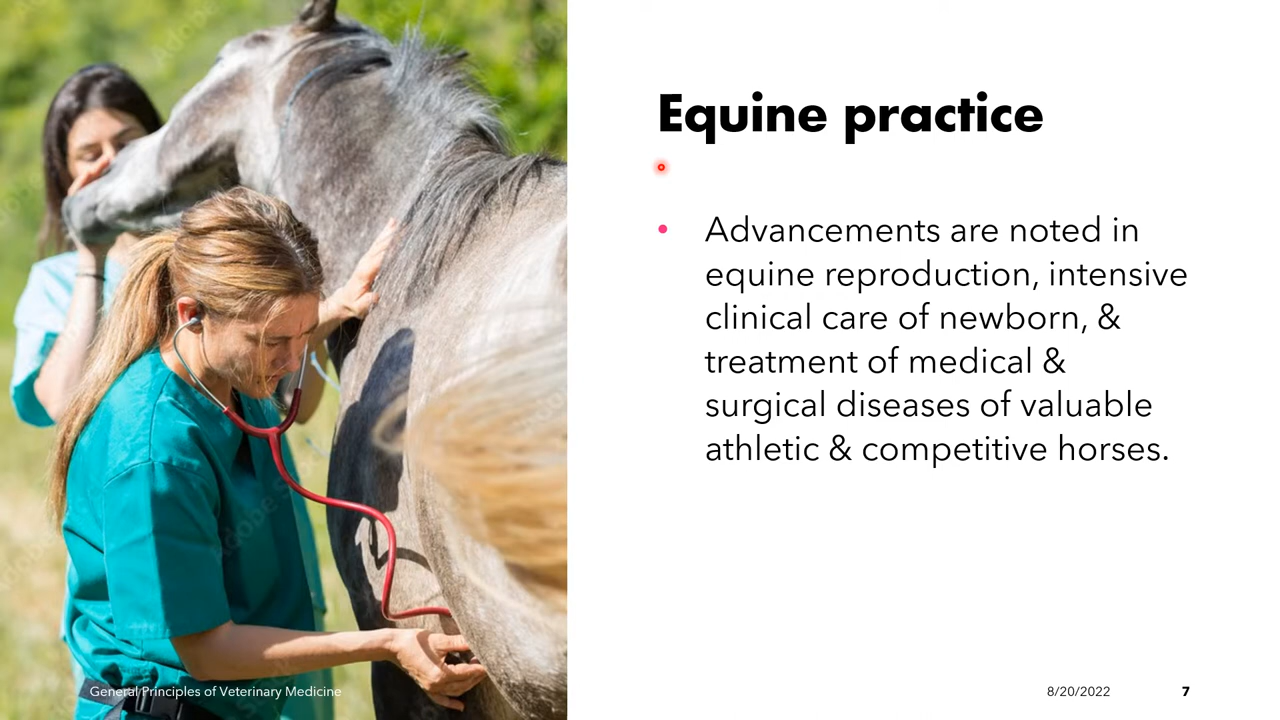 Equine practice
• Advancements are noted in
equine reproduction, intensive
clinical care of newborn, &
treatment of medical &
surgical diseases of valuable
athletic & competitive horses.
General Principles of Veterinary Medicine
8/20/2022
7